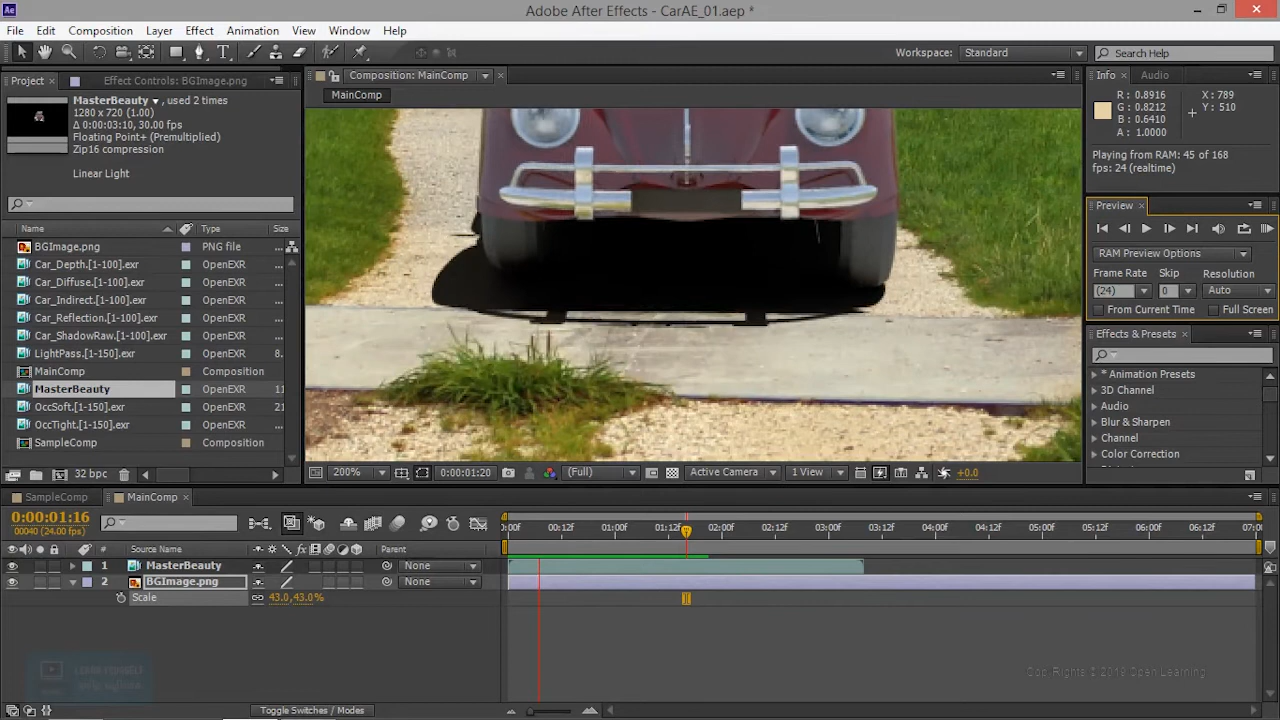 Adobe After Effects - CarAE_01.aep *
File Edit Composition Layer Effect Animation View Window Help
Workspace: Standard Search Help
Project Effect Controls: BGImage.png
Composition: MainComp
Info Audio
MasterBeauty , used 2 times
1280 x 720 (1.00)
Δ 0:00:03:10, 30.00 fps
Floating Point+ (Premultiplied)
Zip16 compression
Linear Light
MainComp
R : 0.8916
G : 0.8212
B : 0.6410
A : 1.0000
X : 789
Y : 510
Playing from RAM: 45 of 168
fps: 24 (realtime)
Preview
RAM Preview Options
Frame Rate Skip Resolution
(24) 0 Auto
From Current Time Full Screen
Name Type Size
BGImage.png PNG file ...
Car_Depth.[1-100].exr OpenEXR ...
Car_Diffuse.[1-100].exr OpenEXR ...
Car_Indirect.[1-100].exr OpenEXR ...
Car_Reflection.[1-100].exr OpenEXR ...
Car_ShadowRaw.[1-100].exr OpenEXR ...
LightPass.[1-150].exr OpenEXR 8.
MainComp Composition
MasterBeauty OpenEXR 11
OccSoft.[1-150].exr OpenEXR 21
OccTight.[1-150].exr OpenEXR ...
SampleComp Composition
32 bpc
Effects & Presets
* Animation Presets
3D Channel
Audio
Blur & Sharpen
Channel
Color Correction
200% 0:00:01:20 (Full) Active Camera 1 View +0.0
SampleComp MainComp
0:00:01:16
00040 (24.00 fps)
0:00f 00:12f 01:00f 01:12f 02:00f 02:12f 03:00f 03:12f 04:00f 04:12f 05:00f 05:12f 06:00f 06:12f 07:00
# Source Name Parent
1 MasterBeauty None
2 BGImage.png None
Scale 43.0,43.0%
LEARN YOURSELF
Cop Rights © 2019 Open Learning
Toggle Switches / Modes